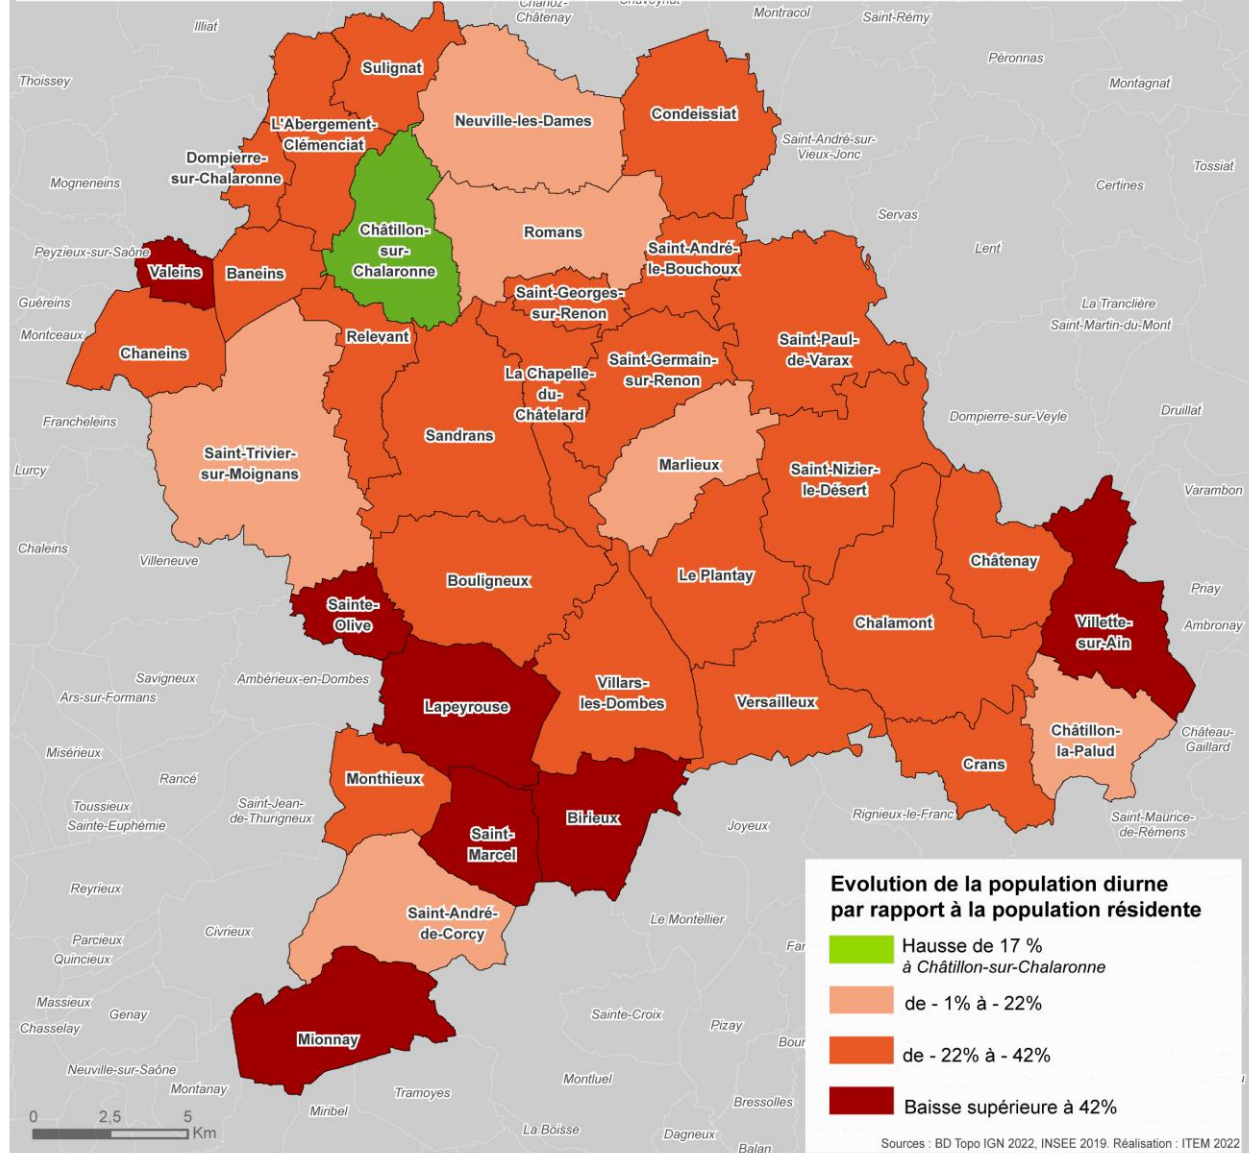 Châtenay
Montracol
Saint-Rémy
Illiat
Péronnas
Thoissey
Sulignat
Montagnat
Neuville-les-Dames
Condeissiat
L'Abergement-
Clémenciat
Saint-André-sur-
Vieux-Jonc
Dompierre-
sur-Chalaronne
Tossiat
Mogneneins
Certines
Servas
Châtillon-
sur-
Chalaronne
Romans
Saint-André-
le-Bouchoux
Lent
Peyzieux-sur-Saône
Valeins
Baneins
Saint-Georges-
sur-Renon
Guéreins
La Tranclière
Saint-Martin-du-Mont
Montceaux
Relevant
Chaneins
Saint-Paul-
de-Varax
Saint-Germain-
sur-Renon
La Chapelle-
du-
Châtelard
Francheleins
Dompierre-sur-Veyle
Druillat
Sandrans
Saint-Trivier-
sur-Moignans
Marlieux
Saint-Nizier-
le-Désert
Lurcy
Varambon
Chaleins
Villeneuve
Bouligneux
Le Plantay
Châtenay
Priay
Sainte-
Olive
Chalamont
Villette-
sur-Ain
Ambronay
Savigneux
Ambérieux-en-Dombes
Ars-sur-Formans
Lapeyrouse
Villars-
les-Dombes
Versailleux
Châtillon-
la-Palud
Château-
Gaillard
Misérieux
Rancé
Monthieux
Crans
Toussieux
Sainte-Euphémie
Saint-Jean-
de-Thurigneux
Saint-
Marcel
Birieux
Joyeux
Rignieux-le-Franc
Saint-Maurice-
de-Rémens
Reyrieux
Saint-André-
de-Corcy
Le Montellier
Civrieux
Parcieux
Quincieux
Massieux
Genay
Chasselay
Mionnay
Sainte-Croix
Pizay
Neuville-sur-Saône
Montanay
Tramoyes
Montluel
Miribel
Bressolles
La Boisse
Dagneux
Balan
0 2,5 5
Km
Evolution de la population diurne
par rapport à la population résidente
Hausse de 17 %
à Châtillon-sur-Chalaronne
de - 1% à - 22%
de - 22% à - 42%
Baisse supérieure à 42%
Sources : BD Topo IGN 2022, INSEE 2019. Réalisation : ITEM 2022